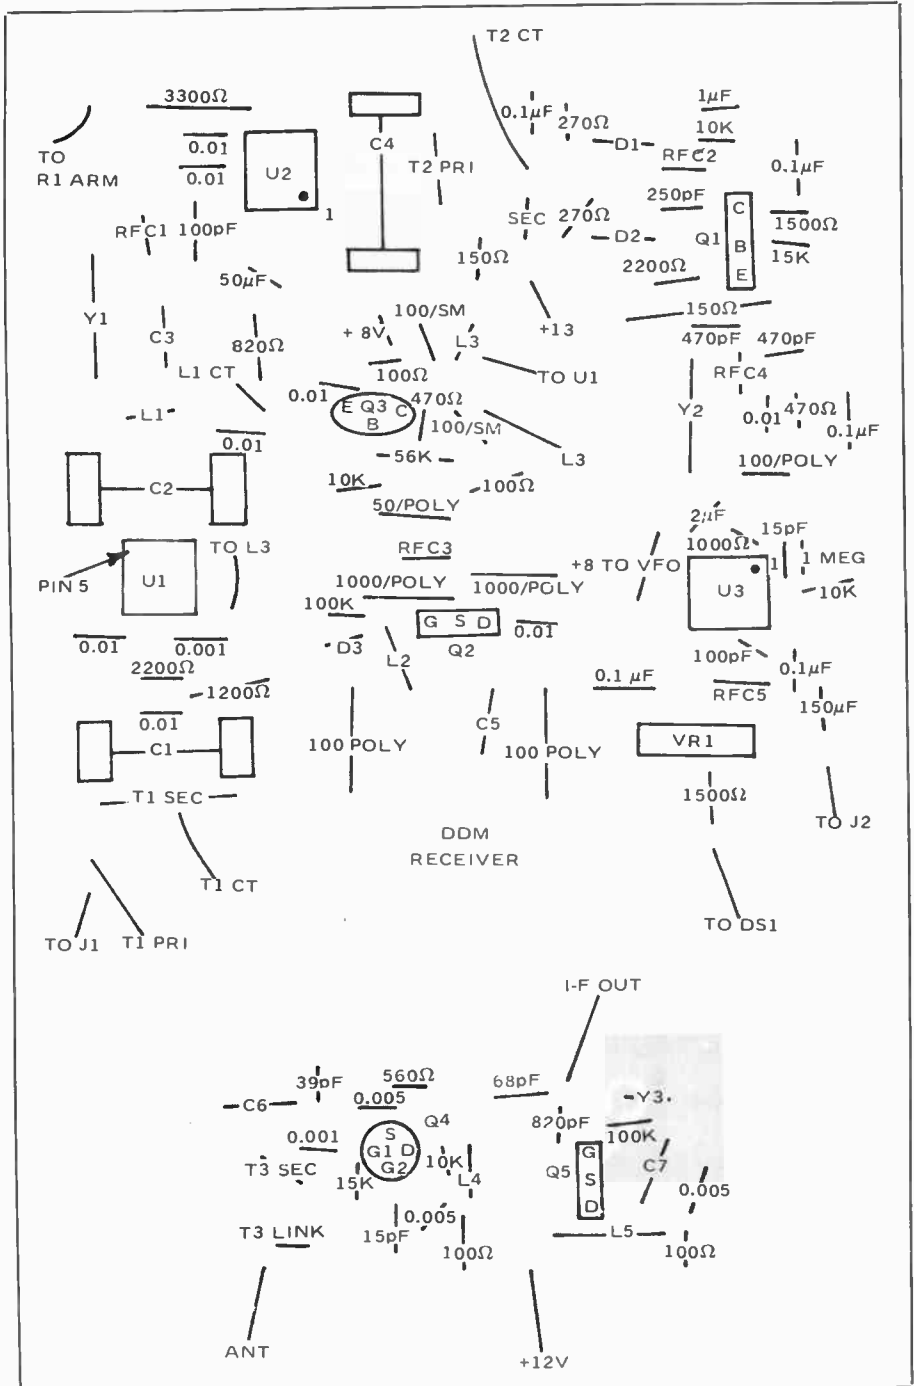 T2 CT
3300Ω
0.1µF
1µF
270Ω
10K
TO
R1 ARM
0.01
0.01
U2
1
C4
T2 PRI
D1
RFC2
0.1µF
250pF
C
RFC1
100pF
SEC
270Ω
D2
Q1
B
E
1500Ω
15K
150Ω
2200Ω
50µF
Y1
C3
820Ω
+ 8V
100/SM
L3
+13
150Ω
470pF
470pF
L1 CT
100Ω
TO U1
RFC4
0.01
E Q3 C
B
470Ω
Y2
0.01
470Ω
0.1µF
L1
0.01
100/SM
56K
L3
100/POLY
C2
10K
100Ω
50/POLY
2µF
15pF
1000Ω
TO L3
RFC3
PIN 5
U1
+8 TO VFO
U3
1
1 MEG
10K
1000/POLY
1000/POLY
100K
G S D
0.01
0.01
0.001
D3
L2
Q2
100pF
0.1µF
2200Ω
1200Ω
0.1 µF
RFC5
150µF
0.01
C1
C5
VR1
100 POLY
100 POLY
T1 SEC
1500Ω
TO J2
DDM
RECEIVER
T1 CT
TO J1
T1 PRI
TO DS1
I-F OUT
39pF
560Ω
68pF
C6
0.005
Y3
820pF
100K
Q4
0.001
S
G1 D
G2
T3 SEC
15K
10K
L4
Q5
G
S
D
C7
0.005
T3 LINK
15pF
0.005
100Ω
L5
100Ω
ANT
+12V